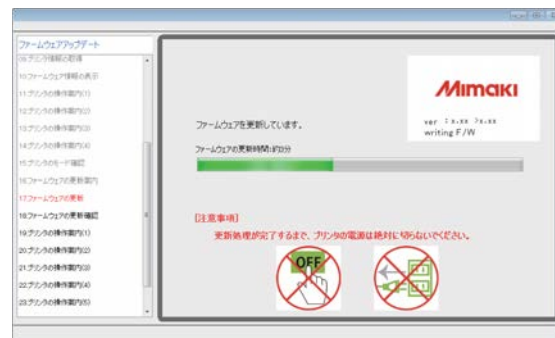 ファームウェアアップデート
09.プリンタ情報の取得
10.ファームウェア情報の表示
11.プリンタの操作案内(1)
12.プリンタの操作案内(2)
13.プリンタの操作案内(3)
14.プリンタの操作案内(4)
15.プリンタのモード確認
16.ファームウェアの更新案内
17.ファームウェアの更新
18.ファームウェアの更新確認
19.プリンタの操作案内(1)
20.プリンタの操作案内(2)
21.プリンタの操作案内(3)
22.プリンタの操作案内(4)
23.プリンタの操作案内(5)
Mimaki
ver :x.xx >x.xx
writing F/W
ファームウェアを更新しています。
ファームウェアの更新時間:約3分
[注意事項]
更新処理が完了するまで、プリンタの電源は絶対に切らないでください。
OFF